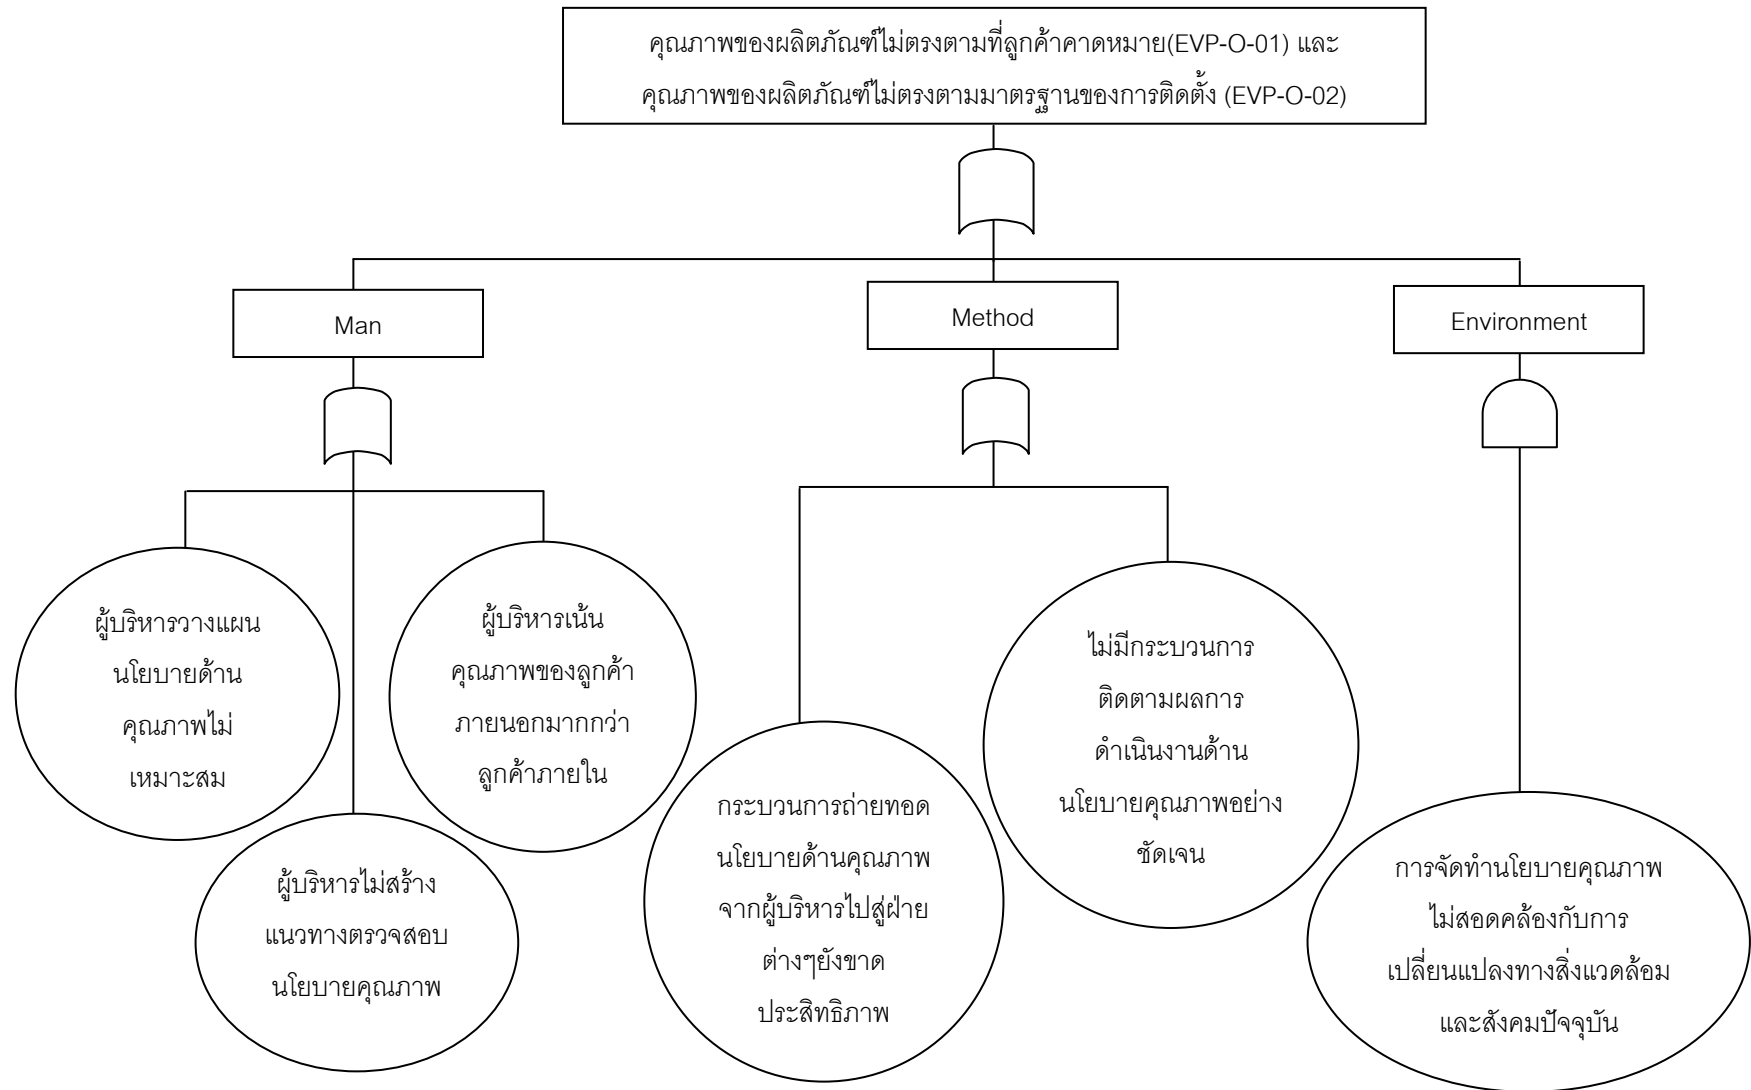 คุณภาพของผลิตภัณฑ์ไม่ตรงตามที่ลูกค้าคาดหมาย(EVP-O-01) และ
คุณภาพของผลิตภัณฑ์ไม่ตรงตามมาตรฐานของการติดตั้ง (EVP-O-02)
Man
Method
Environment
ผู้บริหารวางแผน
นโยบายด้าน
คุณภาพไม่
เหมาะสม
ผู้บริหารไม่สร้าง
แนวทางตรวจสอบ
นโยบายคุณภาพ
ผู้บริหารเน้น
คุณภาพของลูกค้า
ภายนอกมากกว่า
ลูกค้าภายใน
กระบวนการถ่ายทอด
นโยบายด้านคุณภาพ
จากผู้บริหารไปสู่ฝ่าย
ต่างๆยังขาด
ประสิทธิภาพ
ไม่มีกระบวนการ
ติดตามผลการ
ดำเนินงานด้าน
นโยบายคุณภาพอย่าง
ชัดเจน
การจัดทำนโยบายคุณภาพ
ไม่สอดคล้องกับการ
เปลี่ยนแปลงทางสิ่งแวดล้อม
และสังคมปัจจุบัน